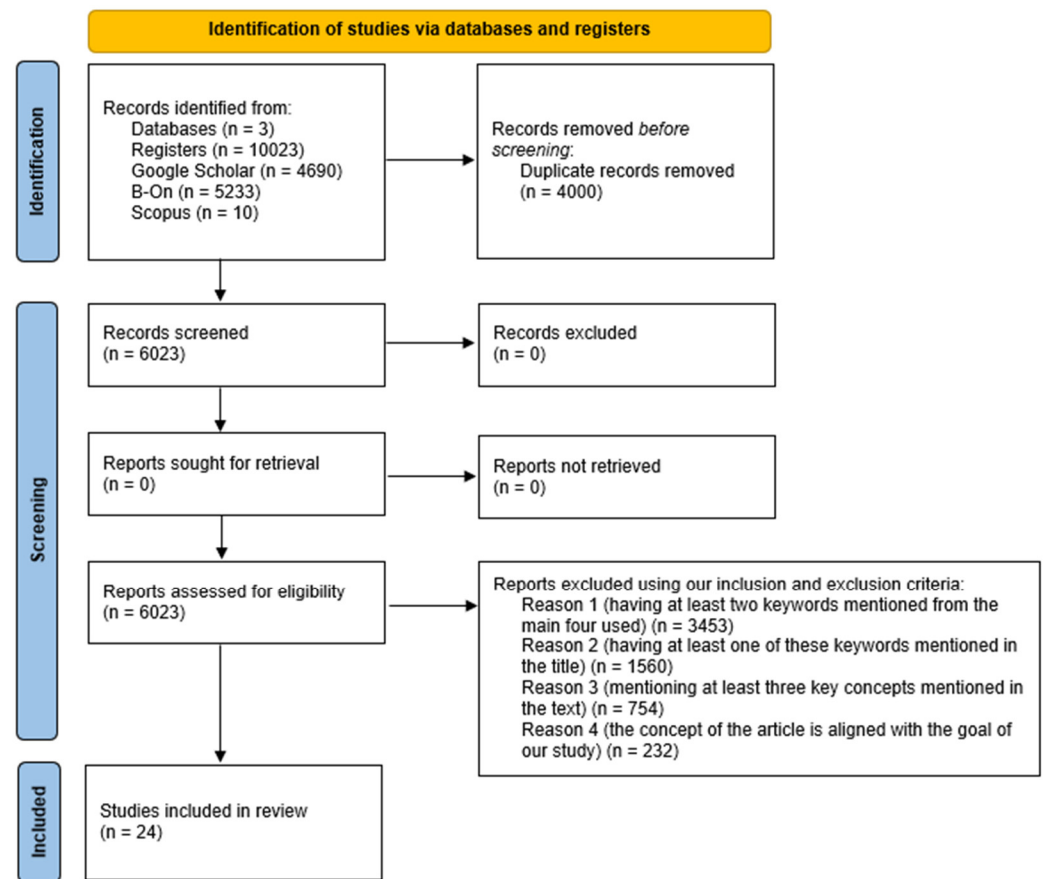 Identification of studies via databases and registers
Identification
Records identified from:
Databases (n = 3)
Registers (n = 10023)
Google Scholar (n = 4690)
B-On (n = 5233)
Scopus (n = 10)
Records removed before
screening:
Duplicate records removed
(n = 4000)
Screening
Records screened
(n = 6023)
Records excluded
(n = 0)
Reports sought for retrieval
(n = 0)
Reports not retrieved
(n = 0)
Reports assessed for eligibility
(n = 6023)
Reports excluded using our inclusion and exclusion criteria:
Reason 1 (having at least two keywords mentioned from the
main four used) (n = 3453)
Reason 2 (having at least one of these keywords mentioned in
the title) (n = 1560)
Reason 3 (mentioning at least three key concepts mentioned in
the text) (n = 754)
Reason 4 (the concept of the article is aligned with the goal of
our study) (n = 232)
Included
Studies included in review
(n = 24)